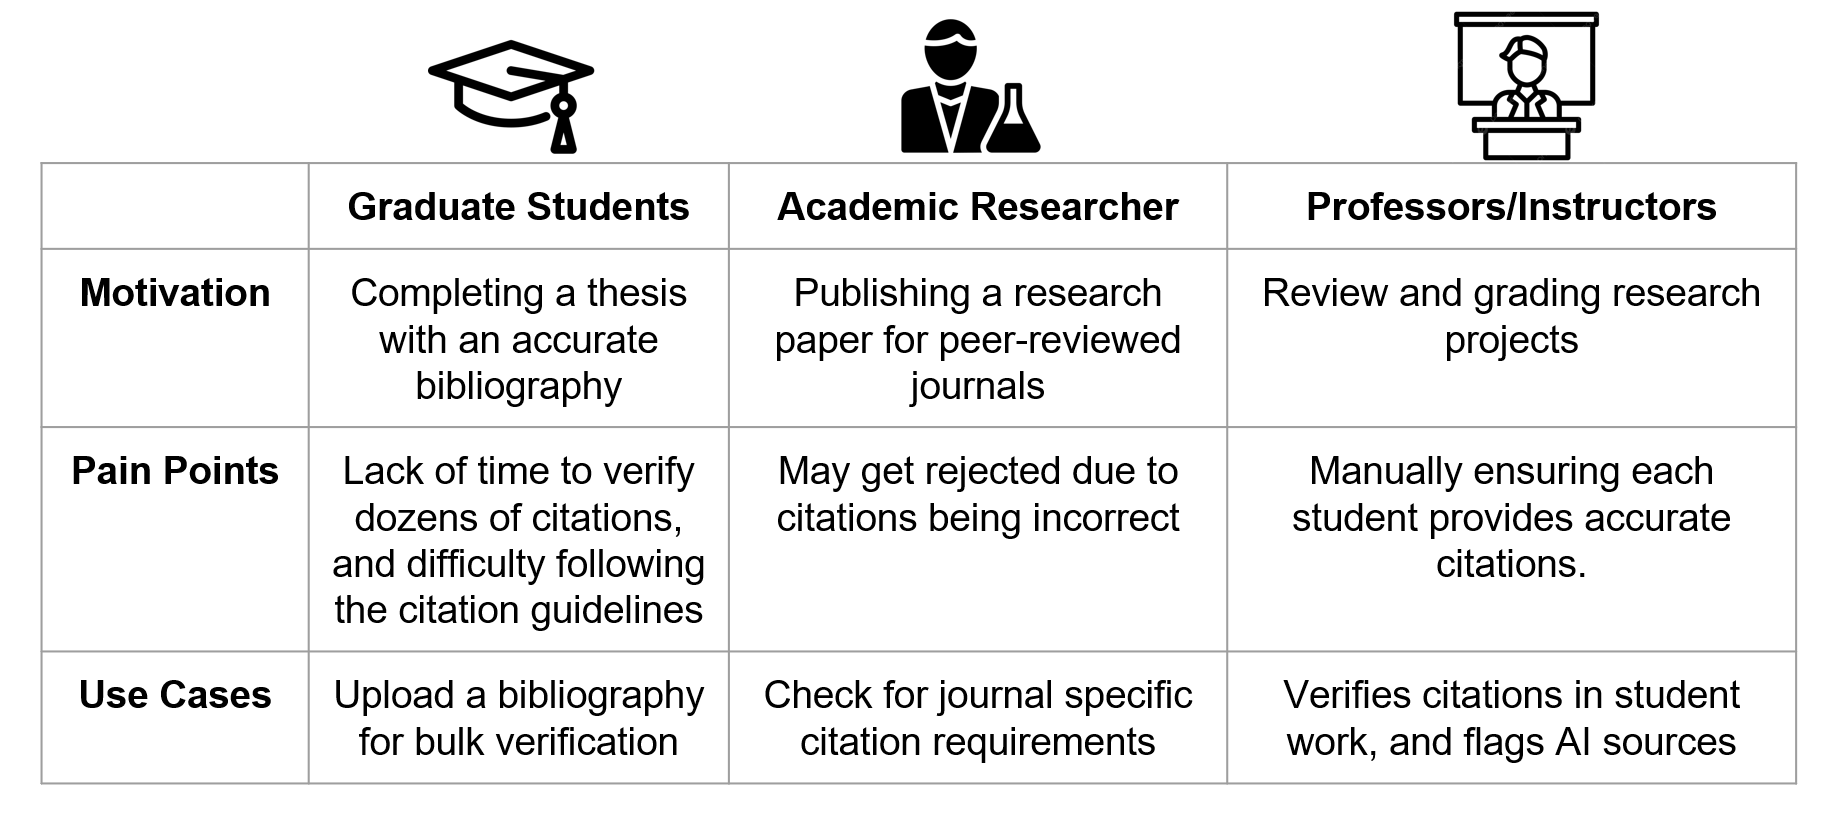 Graduate Students
Academic Researcher
Professors/Instructors
Motivation
Completing a thesis
with an accurate
bibliography
Publishing a research
paper for peer-reviewed
journals
Review and grading research
projects
Pain Points
Lack of time to verify
dozens of citations,
and difficulty following
the citation guidelines
May get rejected due to
citations being incorrect
Manually ensuring each
student provides accurate
citations.
Use Cases
Upload a bibliography
for bulk verification
Check for journal specific
citation requirements
Verifies citations in student
work, and flags AI sources